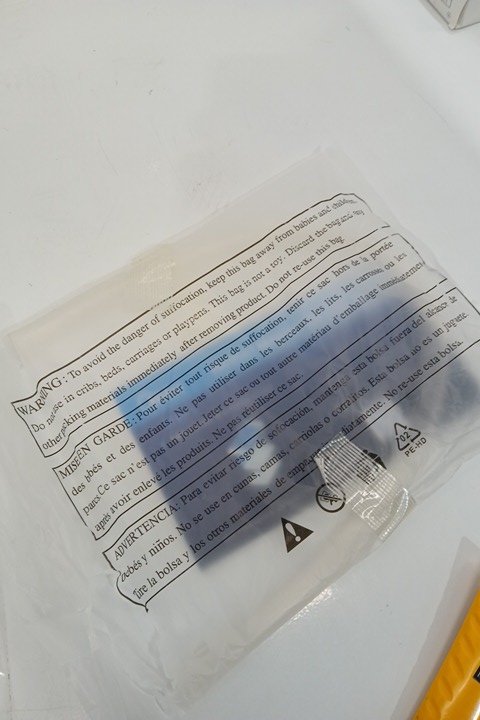 WARNING: To avoid the danger of suffocation, keep this bag away from babies and children.
Do not use in cribs, beds, carriages or playpens. This bag is not a toy. Discard the bag and any
other packing materials immediately after removing product. Do not re-use this bag.
MISE EN GARDE: Pour éviter tout risque de suffocation, tenir ce sac hors de la portée
des bébés et des enfants. Ne pas utiliser dans les berceaux, les lits, les carrosses ou les
parcs. Ce sac n'est pas un jouet. Jeter ce sac ou tout autre matériau d'emballage immédiatement
après avoir enlevé les produits. Ne pas réutiliser ce sac.
ADVERTENCIA: Para evitar riesgo de sofocación, mantenga esta bolsa fuera del alcance de
bebés y niños. No se use en cunas, camas, carriolas o corralitos. Esta bolsa no es un juguete.
Tire la bolsa y los otros materiales de empaque No re-use esta bolsa.
02
PE-HD